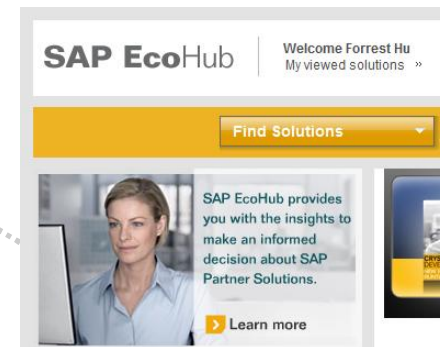 SAP EcoHub
Welcome Forrest Hu
My viewed solutions »
Find Solutions
SAP EcoHub provides
you with the insights to
make an informed
decision about SAP
Partner Solutions.
Learn more